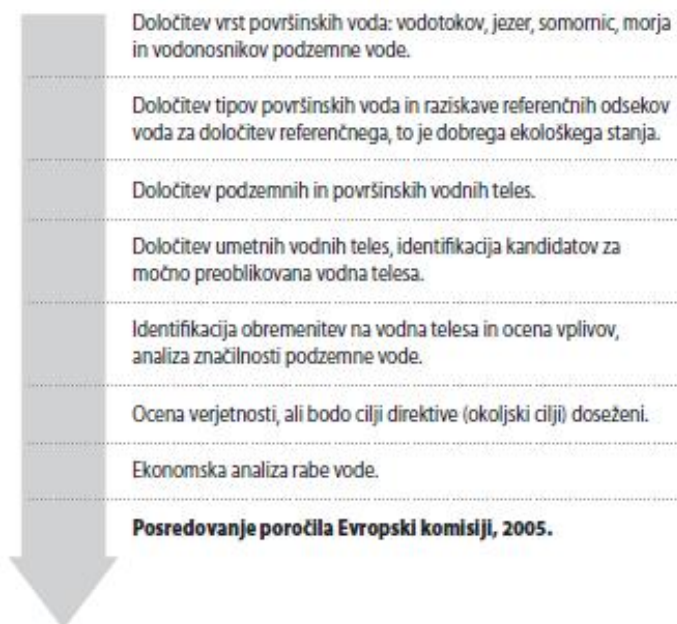 Določitev vrst površinskih voda: vodotokov, jezer, somornic, morja
in vodonosnikov podzemne vode.
Določitev tipov površinskih voda in raziskave referenčnih odsekov
voda za določitev referenčnega, to je dobrega ekološkega stanja.
Določitev podzemnih in površinskih vodnih teles.
Določitev umetnih vodnih teles, identifikacija kandidatov za
močno preoblikovana vodna telesa.
Identifikacija obremenitev na vodna telesa in ocena vplivov,
analiza značilnosti podzemne vode.
Ocena verjetnosti, ali bodo cilji direktive (okoljski cilji) doseženi.
Ekonomska analiza rabe vode.
Posredovanje poročila Evropski komisiji, 2005.